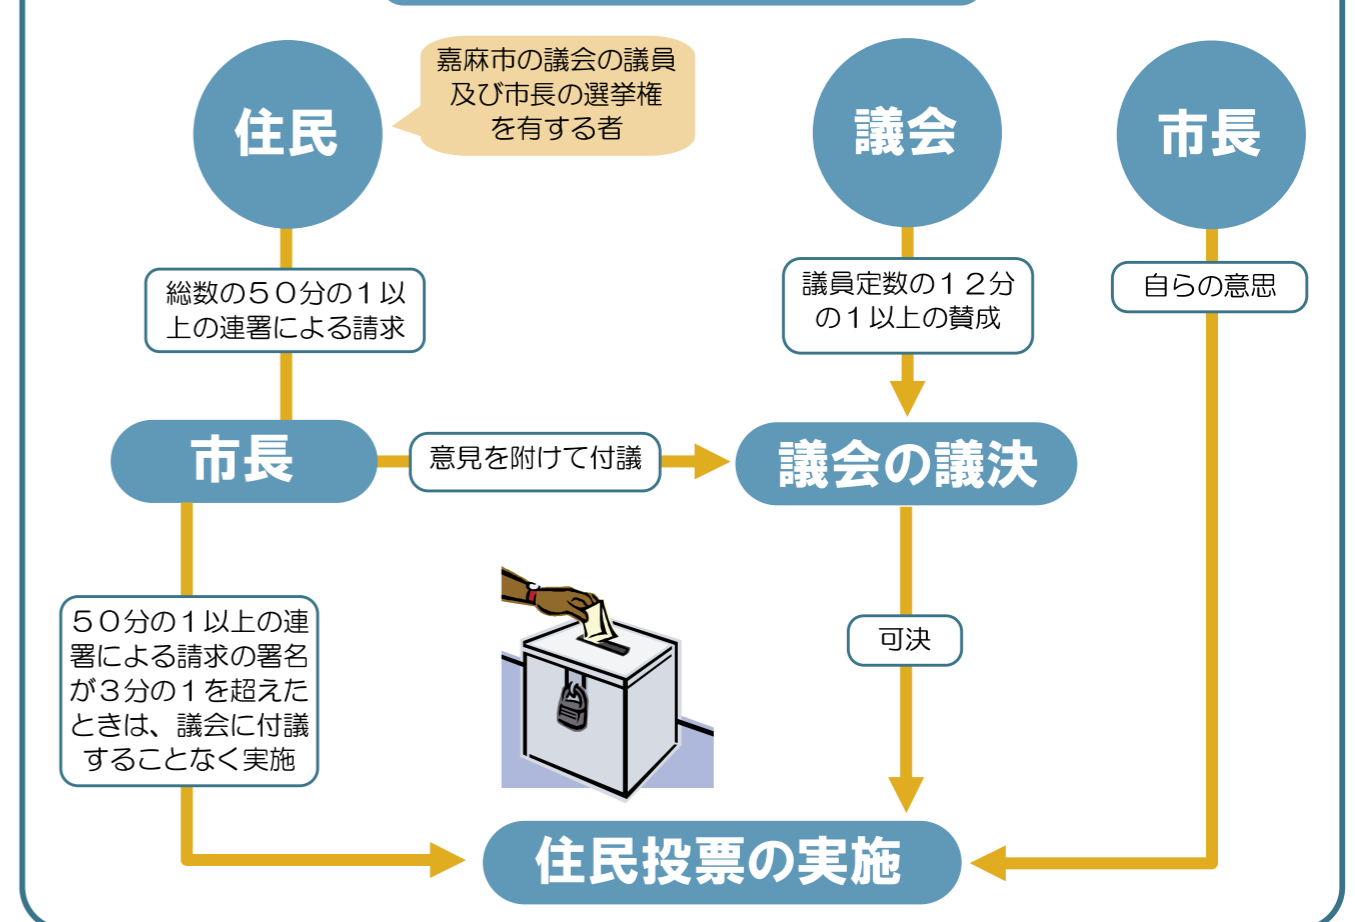 住民
嘉麻市の議会の議員
及び市長の選挙権
を有する者
議会
市長
総数の５０分の１以
上の連署による請求
議員定数の１２分
の１以上の賛成
自らの意思
市長
意見を附けて付議
議会の議決
５０分の１以上の連
署による請求の署名
が３分の１を超えた
ときは、議会に付議
することなく実施
可決
住民投票の実施